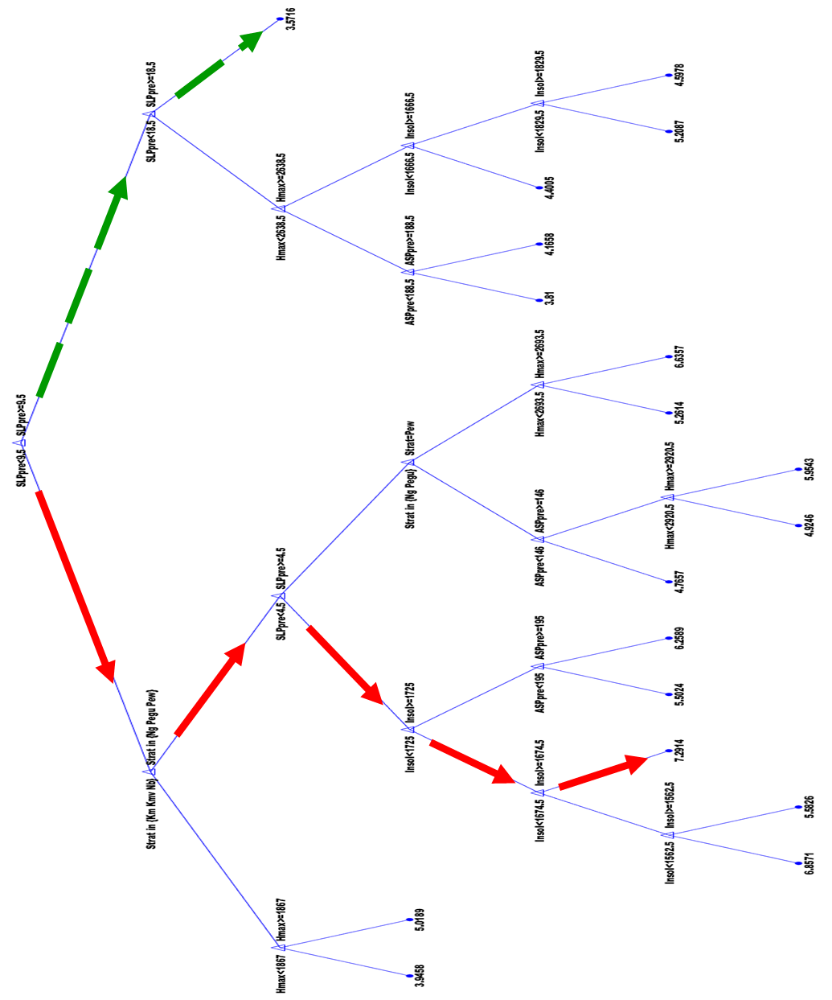 3.5716
SLPpre<18.5 SLPpre>=18.5
Insol<1829.5 Insol>=1829.5
4.5978
5.2087
Insol<1666.5 Insol>=1666.5
4.4005
Hmax<2638.5 Hmax>=2638.5
ASPpre<188.5 ASPpre>=188.5
4.1658
3.81
SLPpre<9.5 SLPpre>=9.5
Hmax<2693.5 Hmax>=2693.5
6.6357
5.2614
Strat in {Ng Pegu} Strat=Pew
Hmax<2920.5 Hmax>=2920.5
5.9543
4.9246
ASPpre<146 ASPpre>=146
4.7657
SLPpre<4.5 SLPpre>=4.5
ASPpre<195 ASPpre>=195
6.2589
5.5024
Insol<1725 Insol>=1725
7.2914
Insol<1674.5 Insol>=1674.5
Strat in {Km Kmv Nb} Strat in {Ng Pegu Pew}
Insol<1562.5 Insol>=1562.5
5.5826
6.8571
Hmax<1867 Hmax>=1867
5.0189
3.9458